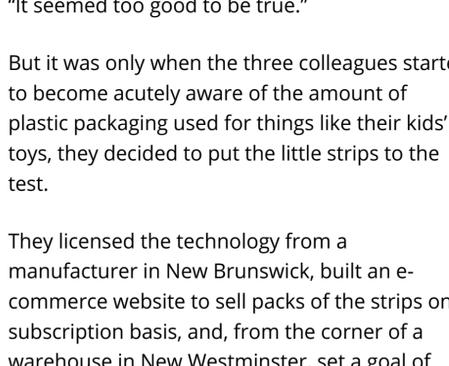 “It seemed too good to be true.”
But it was only when the three colleagues
to become acutely aware of the amount of
plastic packaging used for things like their kids’
toys, they decided to put the little strips to the
test.
They licensed the technology from a
manufacturer in New Brunswick, built an e-
commerce website to sell packs of the strips on
subscription basis, and, from the corner of a
warehouse in New Westminster, set a goal of